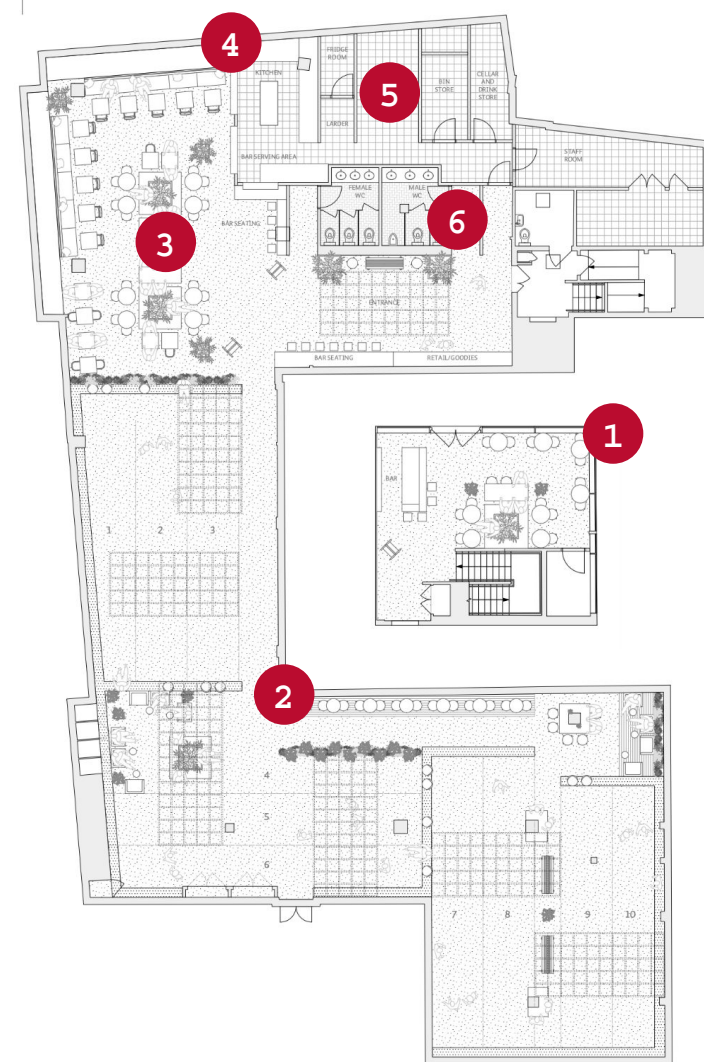 4
FRIDGE
ROOM
KITCHEN
5
BIN
STORE
CELLAR
AND
DRINK
STORE
LARDER
BAR SERVING AREA
STAFF
ROOM
FEMALE
WC
MALE
WC
6
3
BAR SEATING
ENTRANCE
BAR SEATING
RETAIL/GOODIES
1
BAR
1
2
3
2
4
5
6
7
8
9
10